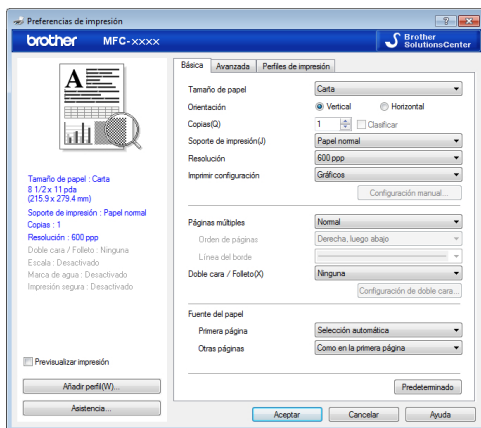 Preferencias de impresión
brother MFC-xxxx
Brother
SolutionsCenter
A
Tamaño de papel : Carta
8 1/2 x 11 pda
(215.9 x 279.4 mm)
Soporte de impresión : Papel normal
Copias : 1
Resolución : 600 ppp
Doble cara / Folleto : Ninguna
Escala : Desactivado
Marca de agua : Desactivado
Impresión segura : Desactivado
Previsualizar impresión
Añadir perfil(W)...
Asistencia...
Básica Avanzada Perfiles de impresión
Tamaño de papel Carta
Orientación Vertical Horizontal
Copias(Q) 1 Clasificar
Soporte de impresión(J) Papel normal
Resolución 600 ppp
Imprimir configuración Gráficos
Configuración manual...
Páginas múltiples Normal
Orden de páginas Derecha, luego abajo
Línea del borde
Doble cara / Folleto(X) Ninguna
Configuración de doble cara...
Fuente del papel
Primera página Selección automática
Otras páginas Como en la primera página
Predeterminado
Aceptar Cancelar Ayuda